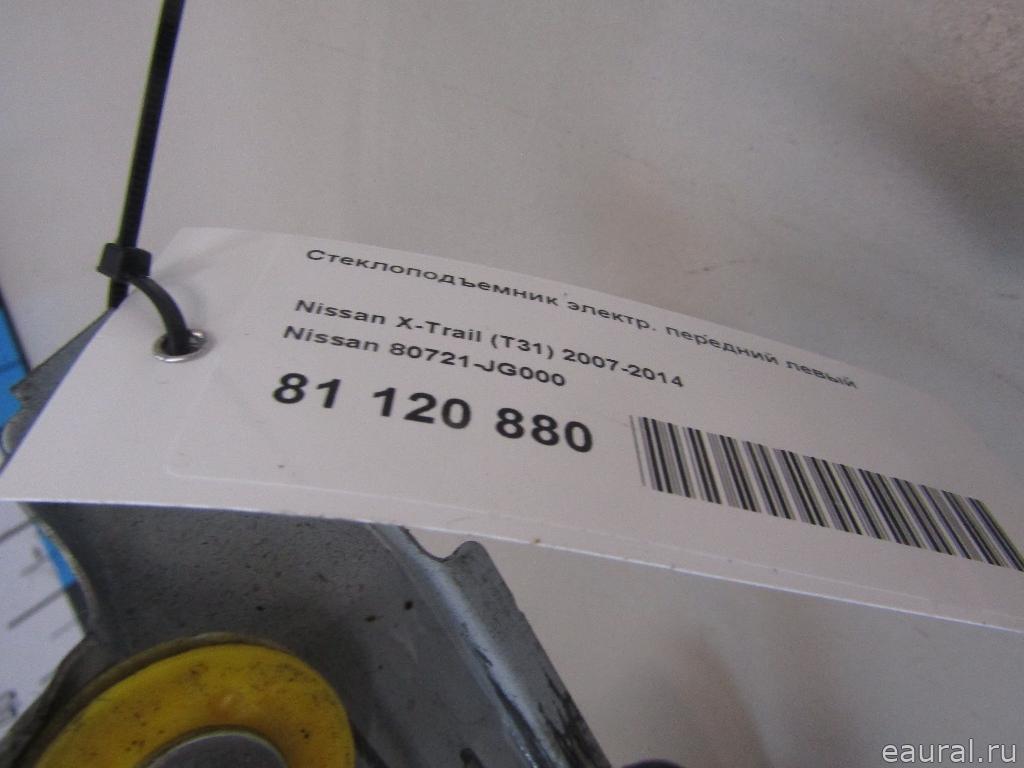 Стеклоподъемник электр. передний левый
Nissan X-Trail (T31) 2007-2014
Nissan 80721-JG000
81 120 880
eaural.ru